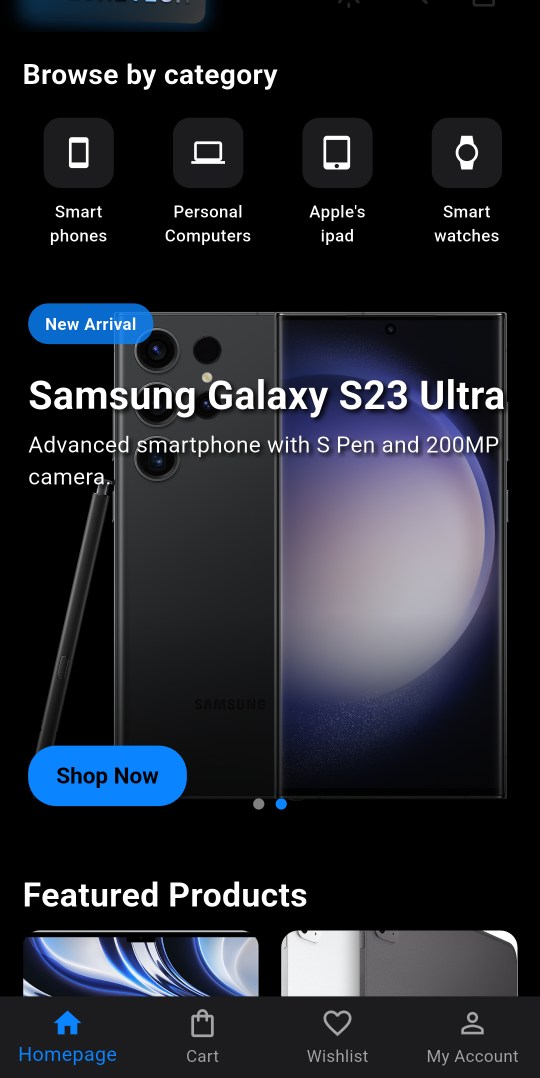 Browse by category
Smart
phones
Personal
Computers
Apple's
ipad
Smart
watches
New Arrival
Samsung Galaxy S23 Ultra
Advanced smartphone with S Pen and 200MP
camera.
SAMSUNG
Shop Now
Featured Products
Homepage
Cart
Wishlist
My Account